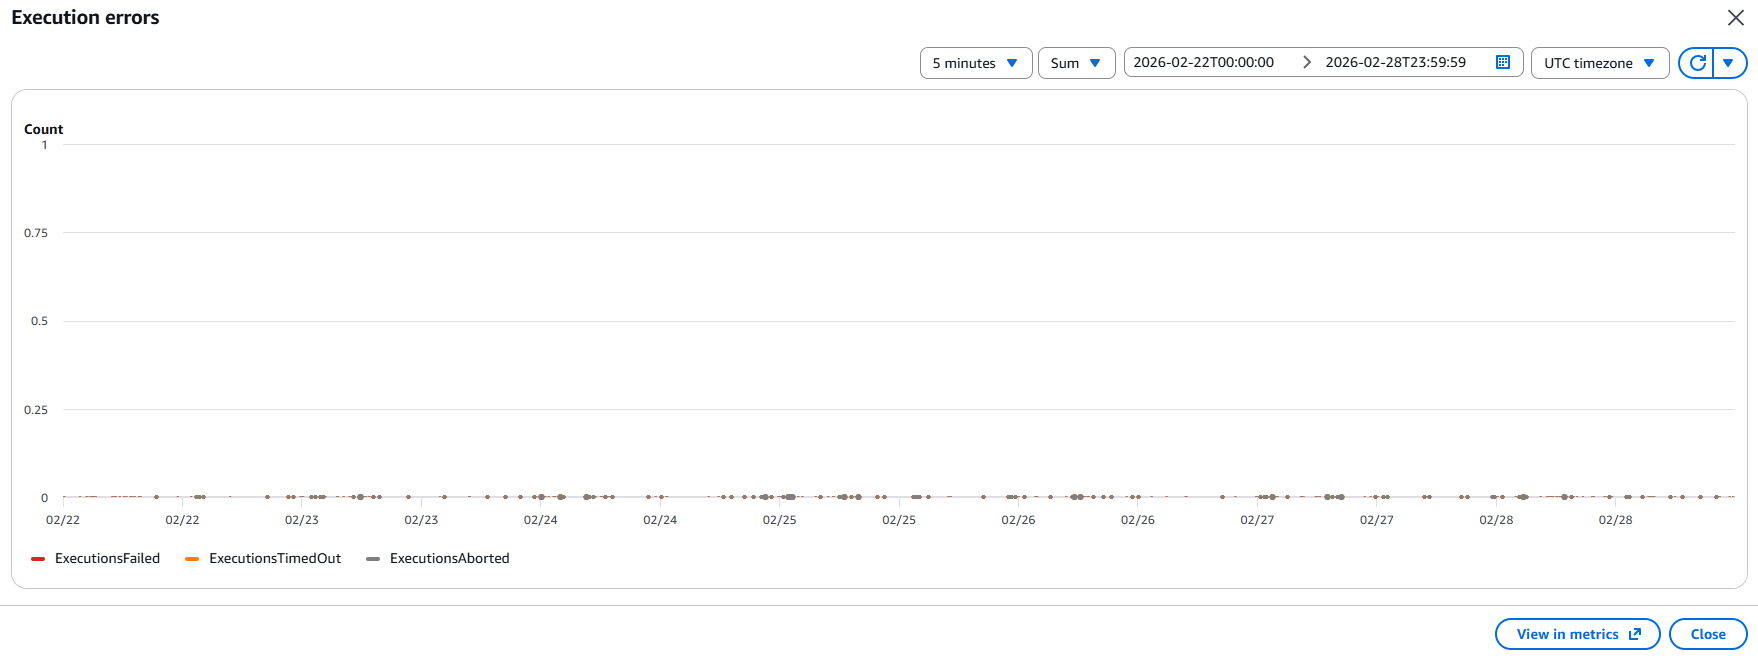 Execution errors
5 minutes Sum 2026-02-22T00:00:00 2026-02-28T23:59:59 UTC timezone
Count
1
0.75
0.5
0.25
0
02/22 02/22 02/23 02/23 02/24 02/24 02/25 02/25 02/26 02/26 02/27 02/27 02/28 02/28
ExecutionsFailed ExecutionsTimedOut ExecutionsAborted
View in metrics Close